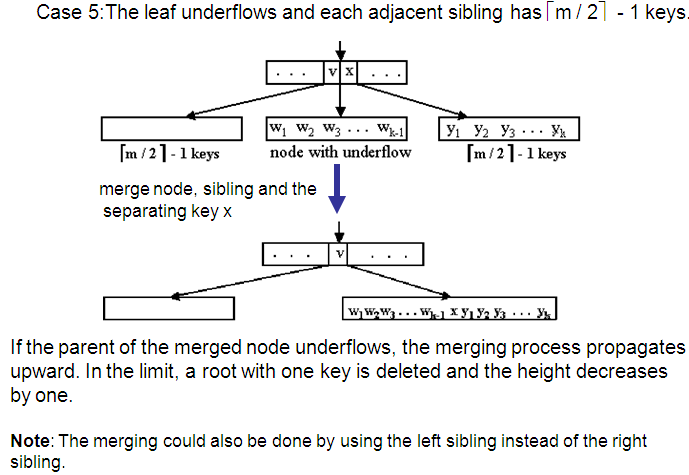 Case 5: The leaf underflows and each adjacent sibling has ⌈m / 2⌉ - 1 keys.
. . . v x . . .
w₁ w₂ w₃ . . . wₖ₋₁ y₁ y₂ y₃ . . . yₖ
⌈m / 2⌉ - 1 keys node with underflow ⌈m / 2⌉ - 1 keys
merge node, sibling and the
separating key x
. . . v . . .
w₁w₂w₃ . . . wₖ₋₁ x y₁ y₂ y₃ . . . yₖ
If the parent of the merged node underflows, the merging process propagates
upward. In the limit, a root with one key is deleted and the height decreases
by one.
Note: The merging could also be done by using the left sibling instead of the right
sibling.